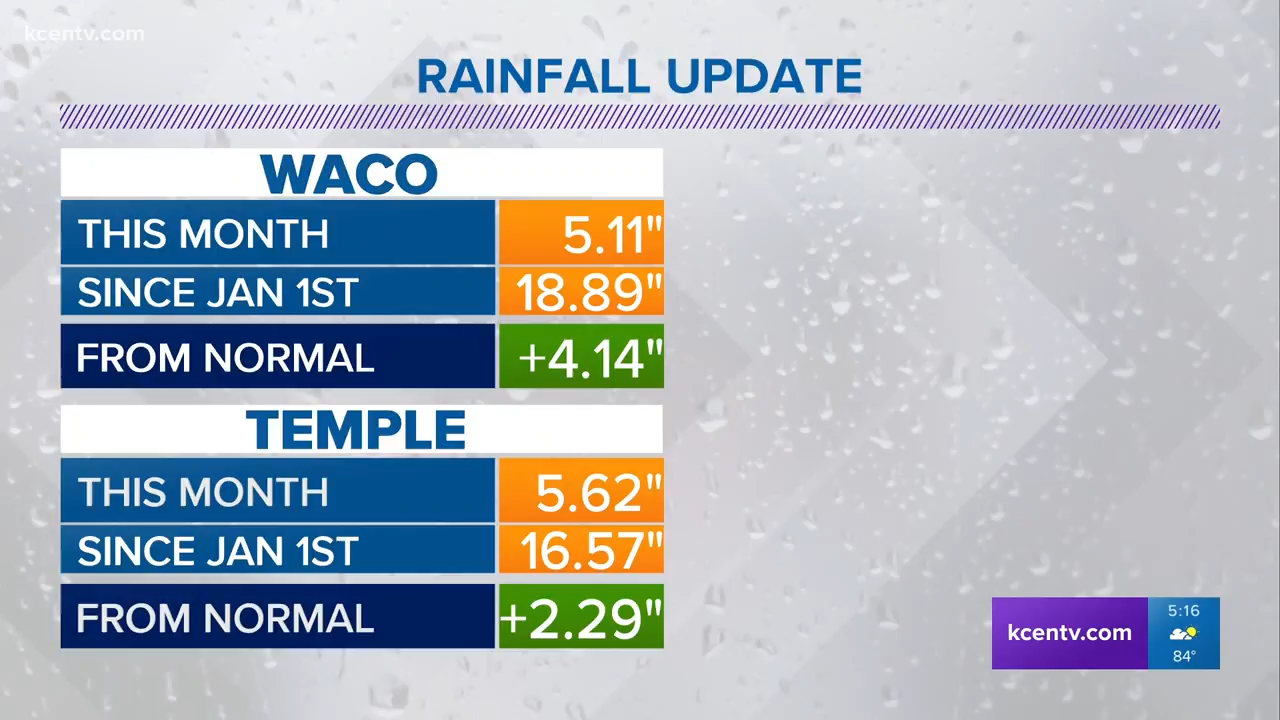 kcentv.com
RAINFALL UPDATE
WACO
THIS MONTH 5.11"
SINCE JAN 1ST 18.89"
FROM NORMAL +4.14"
TEMPLE
THIS MONTH 5.62"
SINCE JAN 1ST 16.57"
FROM NORMAL +2.29"
kcentv.com
5:16
84°